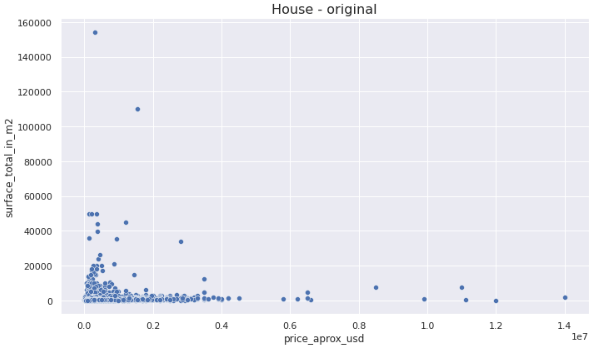 House - original
160000
140000
120000
100000
80000
60000
40000
20000
0
surface_total_in_m2
0.0 0.2 0.4 0.6 0.8 1.0 1.2 1.4
1e7
price_aprox_usd